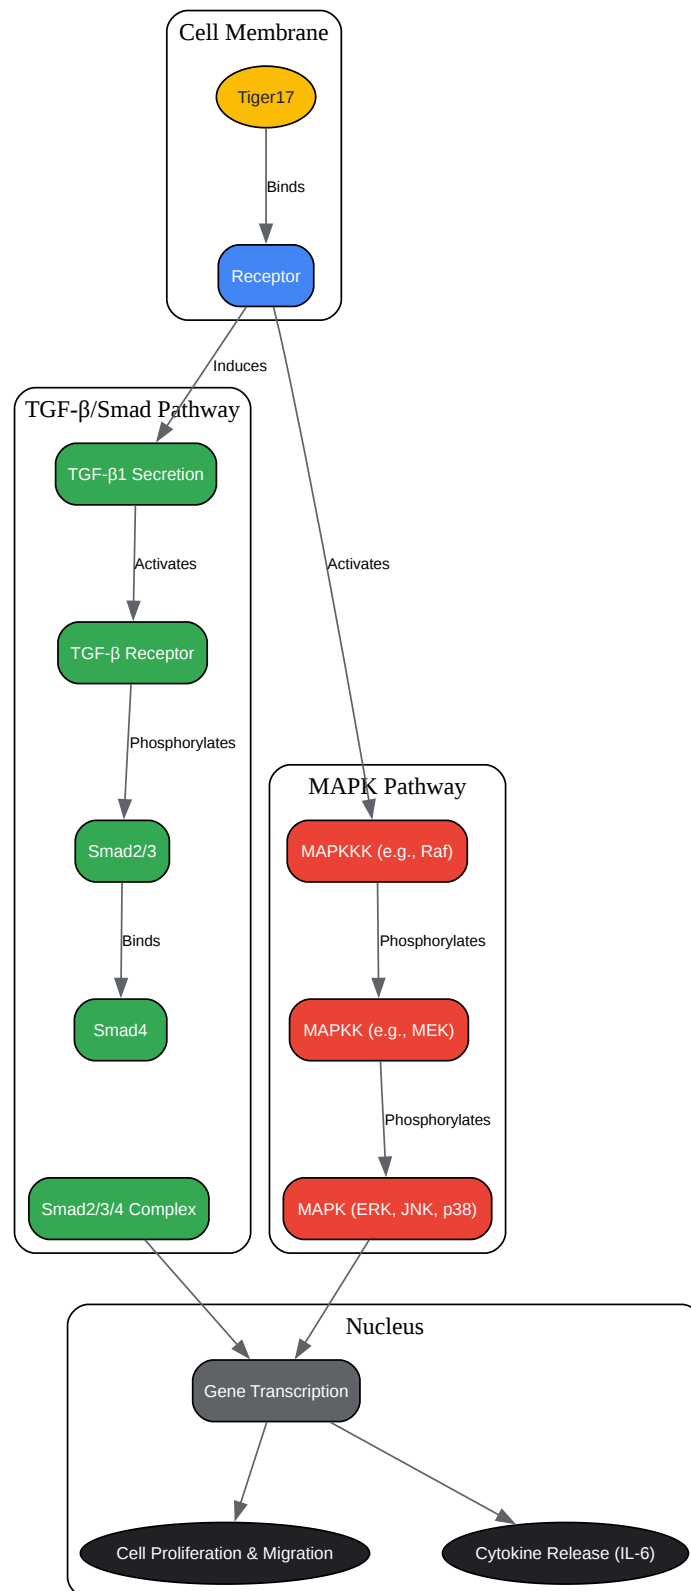 Cell Membrane
Tiger17
Binds
Receptor
Induces
TGF-β/Smad Pathway
TGF-β1 Secretion
Activates
Activates
TGF-β Receptor
Phosphorylates
MAPK Pathway
Smad2/3
MAPKKK (e.g., Raf)
Binds
Phosphorylates
Smad4
MAPKK (e.g., MEK)
Phosphorylates
Smad2/3/4 Complex
MAPK (ERK, JNK, p38)
Nucleus
Gene Transcription
Cell Proliferation & Migration
Cytokine Release (IL-6)